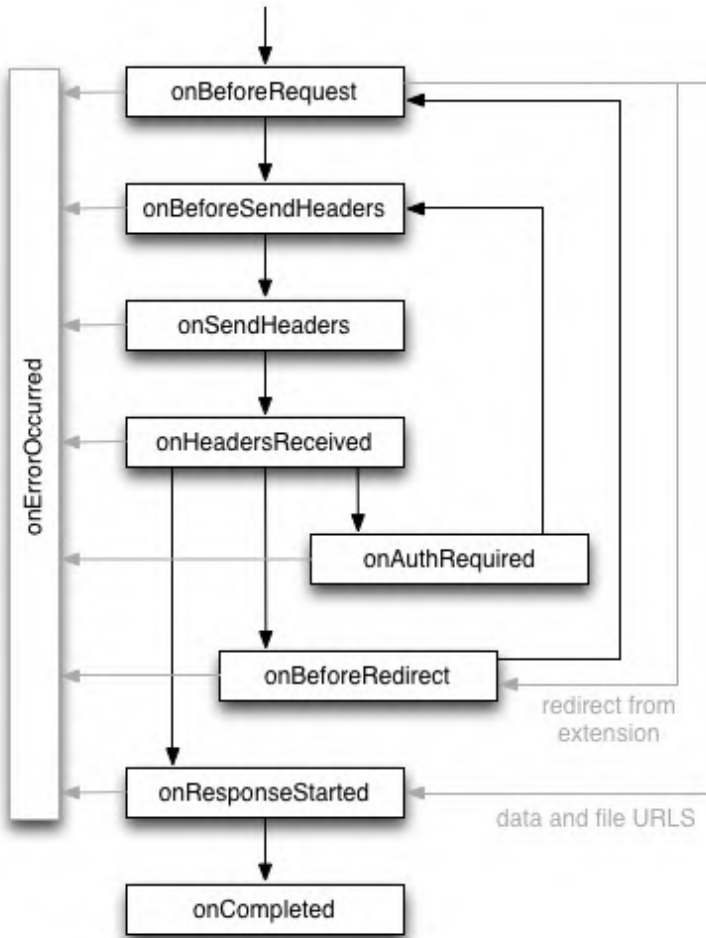 onBeforeRequest
onBeforeSendHeaders
onSendHeaders
onHeadersReceived
onErrorOccurred
onAuthRequired
onBeforeRedirect
redirect from
extension
onResponseStarted
data and file URLS
onCompleted